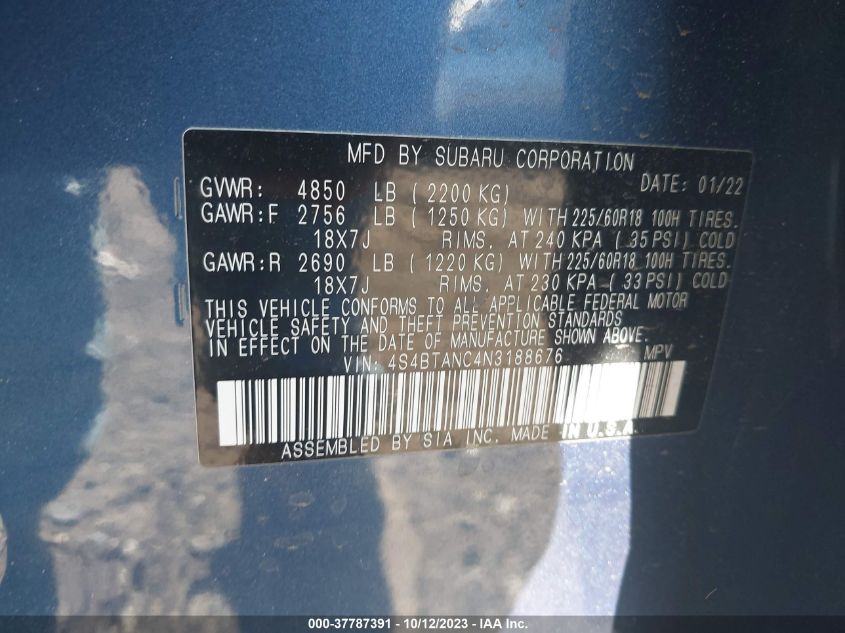 MFD BY SUBARU CORPORATION
GVWR: 4850 LB ( 2200 KG) DATE: 01/22
GAWR:F 2756 LB ( 1250 KG) WITH 225/60R18 100H TIRES.
18X7J RIMS. AT 240 KPA ( 35 PSI) COLD
GAWR:R 2690 LB ( 1220 KG) WITH 225/60R18 100H TIRES.
18X7J RIMS. AT 230 KPA ( 33 PSI) COLD
THIS VEHICLE CONFORMS TO ALL APPLICABLE FEDERAL MOTOR
VEHICLE SAFETY AND THEFT PREVENTION STANDARDS
IN EFFECT ON THE DATE OF MANUFACTURE SHOWN ABOVE.
VIN: 4S4BTANC4N3188676 MPV
ASSEMBLED BY SIA INC. MADE IN U.S.A.
000-37787391 - 10/12/2023 - IAA Inc.